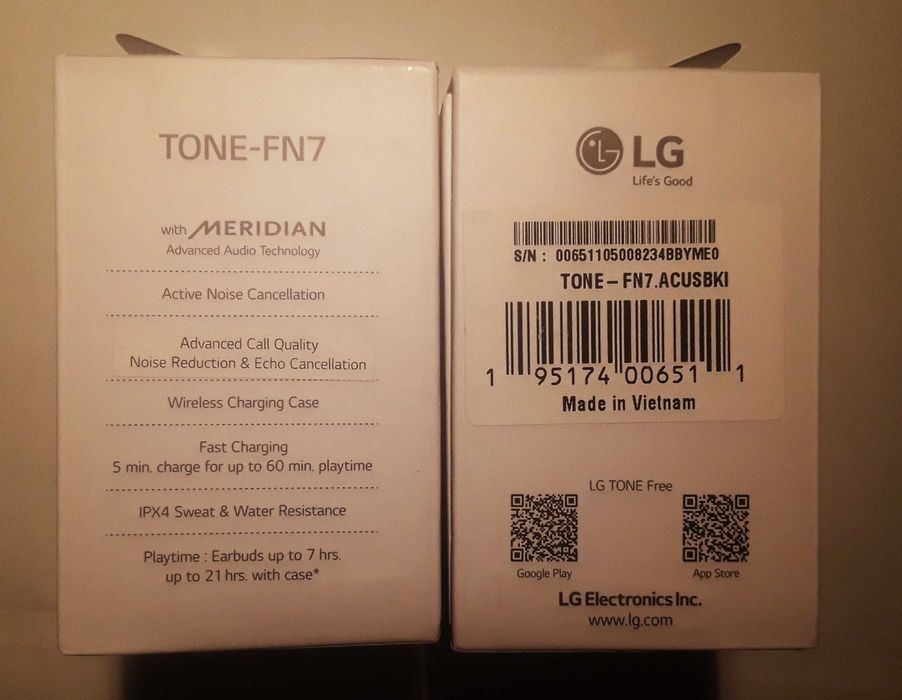 TONE-FN7
with MERIDIAN
Advanced Audio Technology
Active Noise Cancellation
Advanced Call Quality
Noise Reduction & Echo Cancellation
Wireless Charging Case
Fast Charging
5 min. charge for up to 60 min. playtime
IPX4 Sweat & Water Resistance
Playtime : Earbuds up to 7 hrs.
up to 21 hrs. with case*
LG
Life's Good
S/N : 00651105008234BBYME0
TONE-FN7.ACUSBKI
1 95174 00651 1
Made in Vietnam
LG TONE Free
Google Play App Store
LG Electronics Inc.
www.lg.com